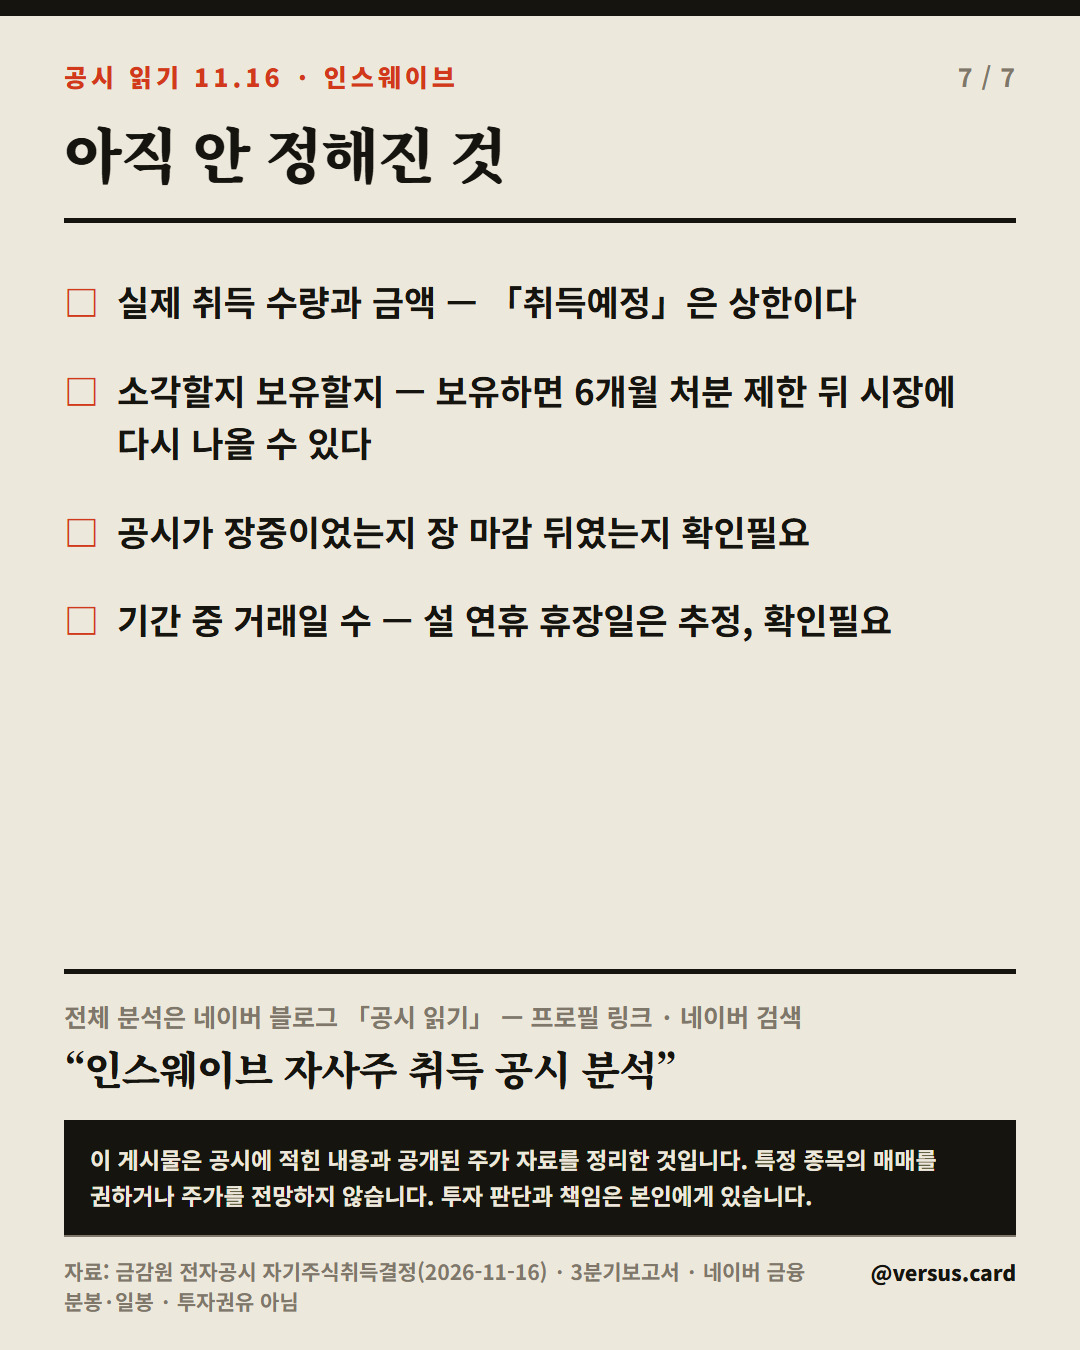 공시 읽기 11.16 · 인스웨이브
7 / 7
아직 안 정해진 것
□ 실제 취득 수량과 금액 — 「취득예정」은 상한이다
□ 소각할지 보유할지 — 보유하면 6개월 처분 제한 뒤 시장에
다시 나올 수 있다
□ 공시가 장중이었는지 장 마감 뒤였는지 확인필요
□ 기간 중 거래일 수 — 설 연휴 휴장일은 추정, 확인필요
전체 분석은 네이버 블로그 「공시 읽기」 — 프로필 링크 · 네이버 검색
“인스웨이브 자사주 취득 공시 분석”
이 게시물은 공시에 적힌 내용과 공개된 주가 자료를 정리한 것입니다. 특정 종목의 매매를
권하거나 주가를 전망하지 않습니다. 투자 판단과 책임은 본인에게 있습니다.
자료: 금감원 전자공시 자기주식취득결정(2026-11-16) · 3분기보고서 · 네이버 금융
분봉·일봉 · 투자권유 아님
@versus.card